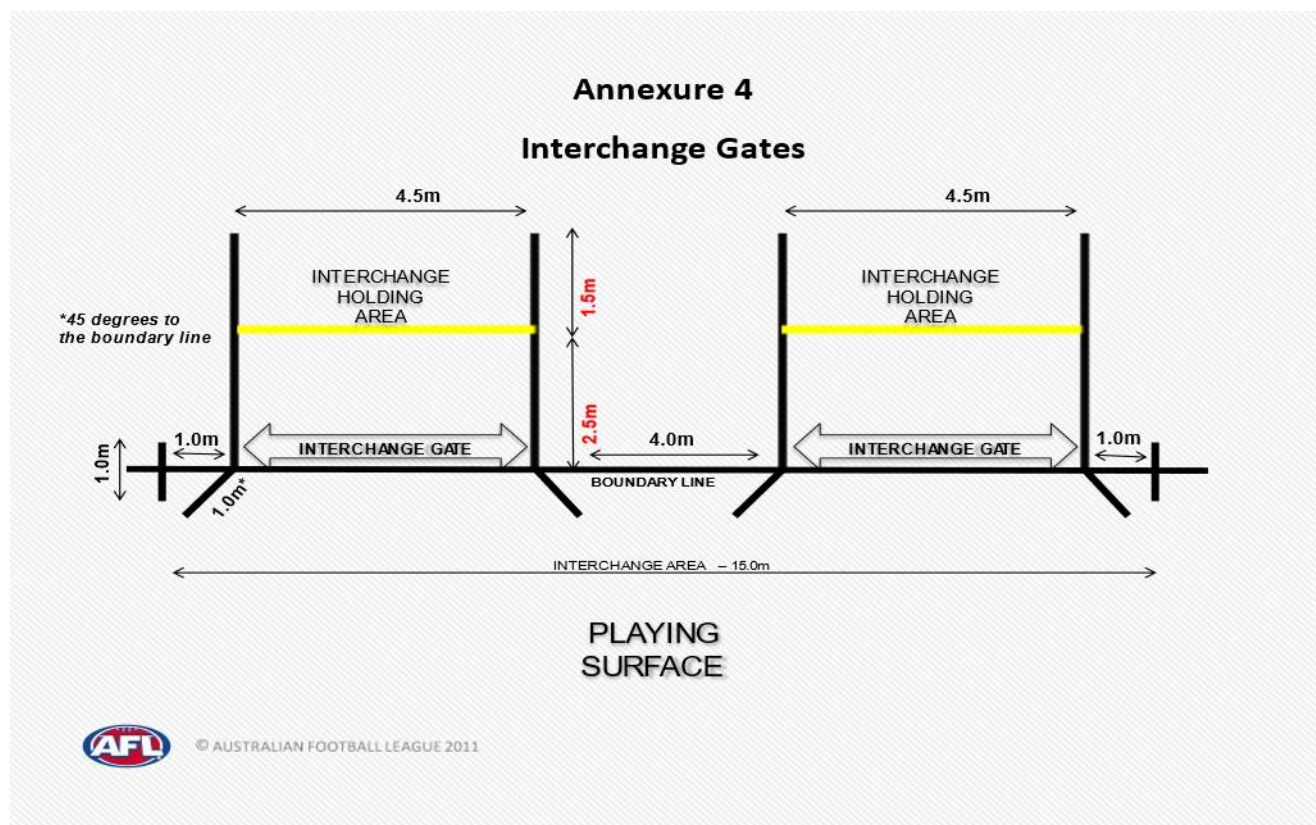 Annexure 4
Interchange Gates
4.5m
4.5m
INTERCHANGE
HOLDING
AREA
1.5m
INTERCHANGE
HOLDING
AREA
*45 degrees to
the boundary line
1.0m
1.0m
INTERCHANGE GATE
2.5m
4.0m
INTERCHANGE GATE
1.0m
1.0m*
BOUNDARY LINE
INTERCHANGE AREA – 15.0m
PLAYING
SURFACE
AFL
© AUSTRALIAN FOOTBALL LEAGUE 2011